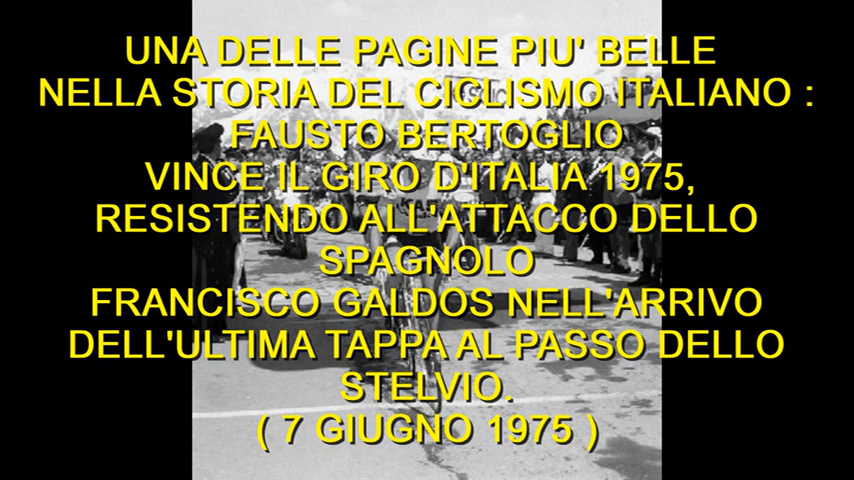 UNA DELLE PAGINE PIU' BELLE
NELLA STORIA DEL CICLISMO ITALIANO :
FAUSTO BERTOGLIO
VINCE IL GIRO D'ITALIA 1975,
RESISTENDO ALL'ATTACCO DELLO
SPAGNOLO
FRANCISCO GALDOS NELL'ARRIVO
DELL'ULTIMA TAPPA AL PASSO DELLO
STELVIO.
( 7 GIUGNO 1975 )